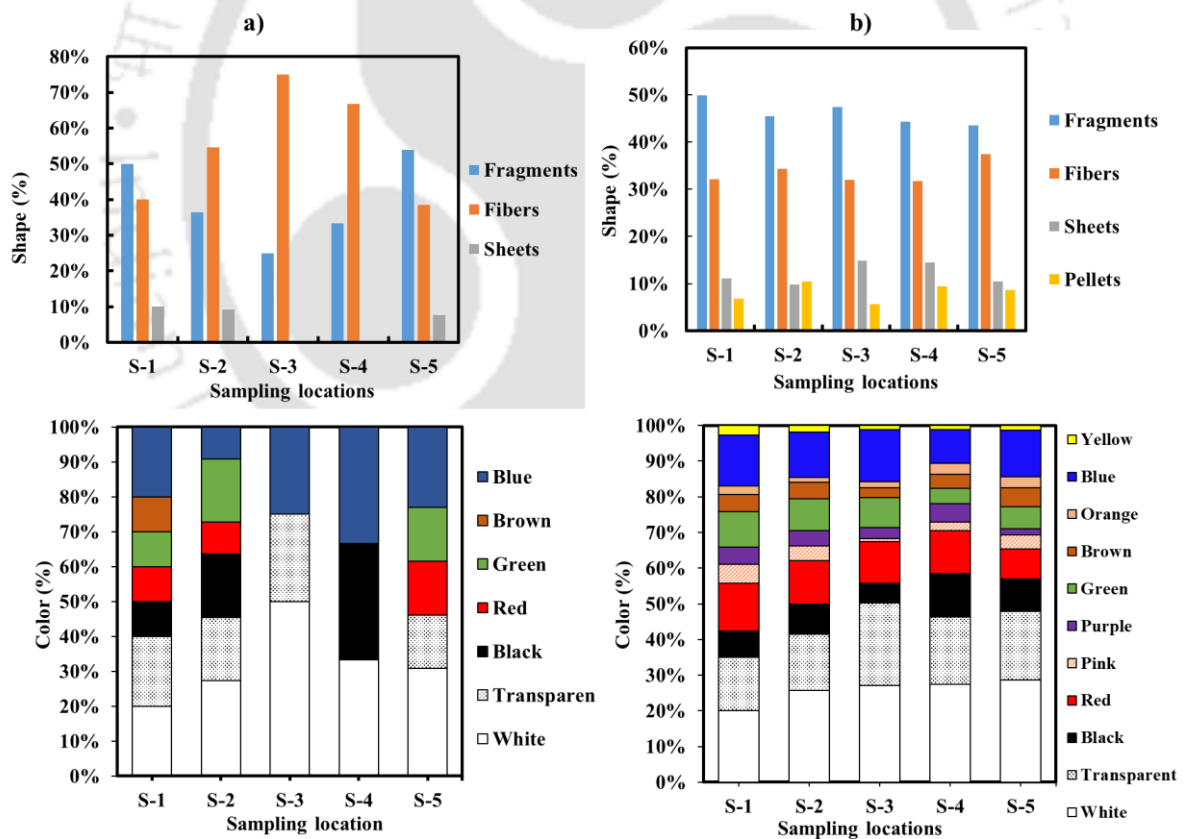 a)
80%
70%
60%
50%
40%
30%
20%
10%
0%
Shape (%)
S-1 S-2 S-3 S-4 S-5
Sampling locations
Fragments
Fibers
Sheets
b)
60%
50%
40%
30%
20%
10%
0%
Shape (%)
S-1 S-2 S-3 S-4 S-5
Sampling locations
Fragments
Fibers
Sheets
Pellets
100%
90%
80%
70%
60%
50%
40%
30%
20%
10%
0%
Color (%)
S-1 S-2 S-3 S-4 S-5
Sampling location
Blue
Brown
Green
Red
Black
Transparen
White
100%
90%
80%
70%
60%
50%
40%
30%
20%
10%
0%
Color (%)
S-1 S-2 S-3 S-4 S-5
Sampling locations
Yellow
Blue
Orange
Brown
Green
Purple
Pink
Red
Black
Transparent
White